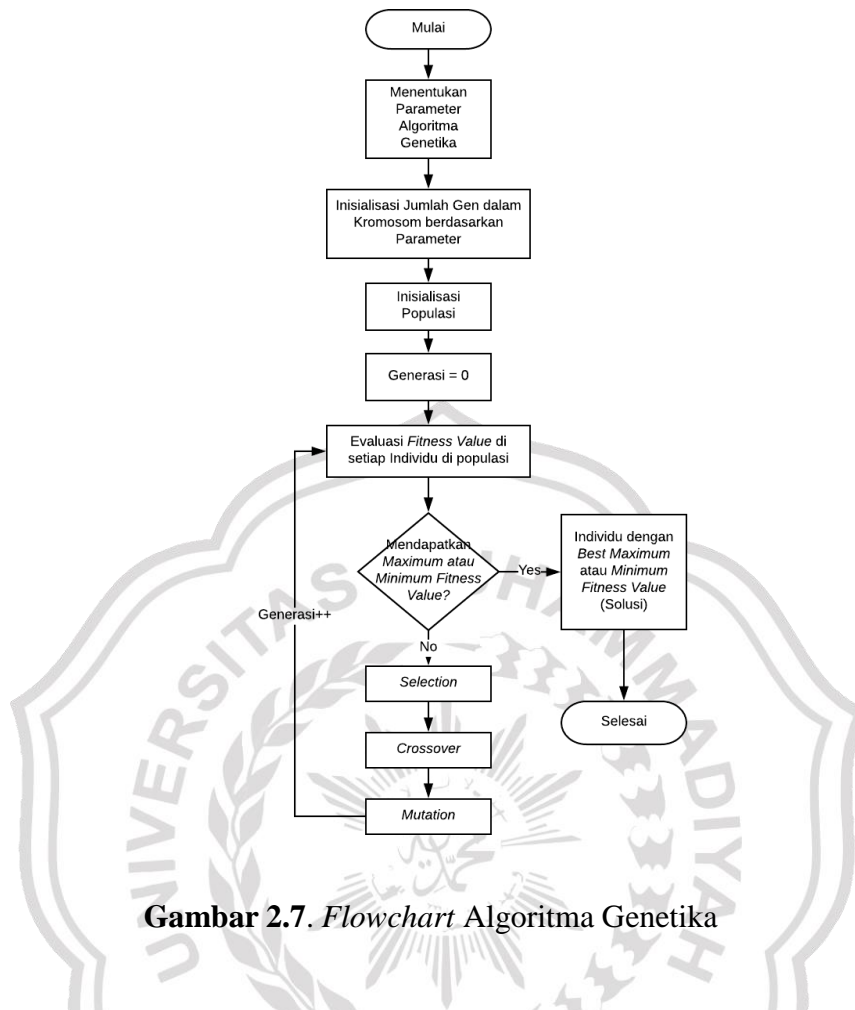 Mulai
Menentukan
Parameter
Algoritma
Genetika
Inisialisasi Jumlah Gen dalam
Kromosom berdasarkan
Parameter
Inisialisasi
Populasi
Generasi = 0
Evaluasi Fitness Value di
setiap Individu di populasi
Mendapatkan
Maximum atau
Minimum Fitness
Value?
Yes
Individu dengan
Best Maximum
atau Minimum
Fitness Value
(Solusi)
Generasi++
No
Selection
Selesai
Crossover
Mutation
Gambar 2.7. Flowchart Algoritma Genetika
UNIVERSITAS MUHAMMADIYAH